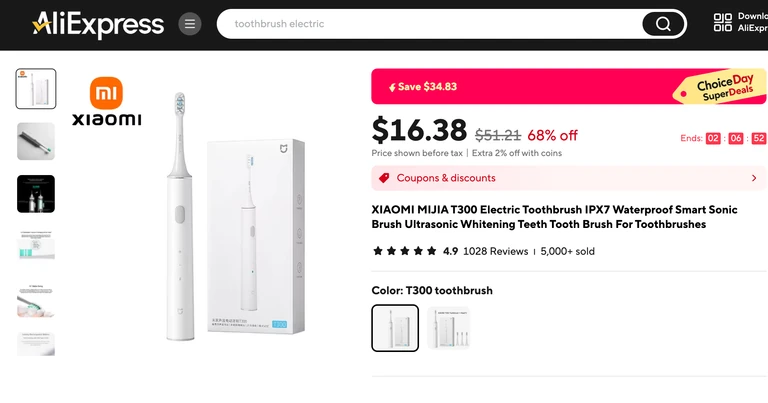 AliExpress
toothbrush electric
Downlo
AliExpr
xiaomi
Save $34.83
ChoiceDay
SuperDeals
$16.38 $51.21 68% off
Ends: 02 : 06 : 52
Price shown before tax | Extra 2% off with coins
Coupons & discounts
XIAOMI MIJIA T300 Electric Toothbrush IPX7 Waterproof Smart Sonic
Brush Ultrasonic Whitening Teeth Tooth Brush For Toothbrushes
4.9 1028 Reviews | 5,000+ sold
Color: T300 toothbrush
T300